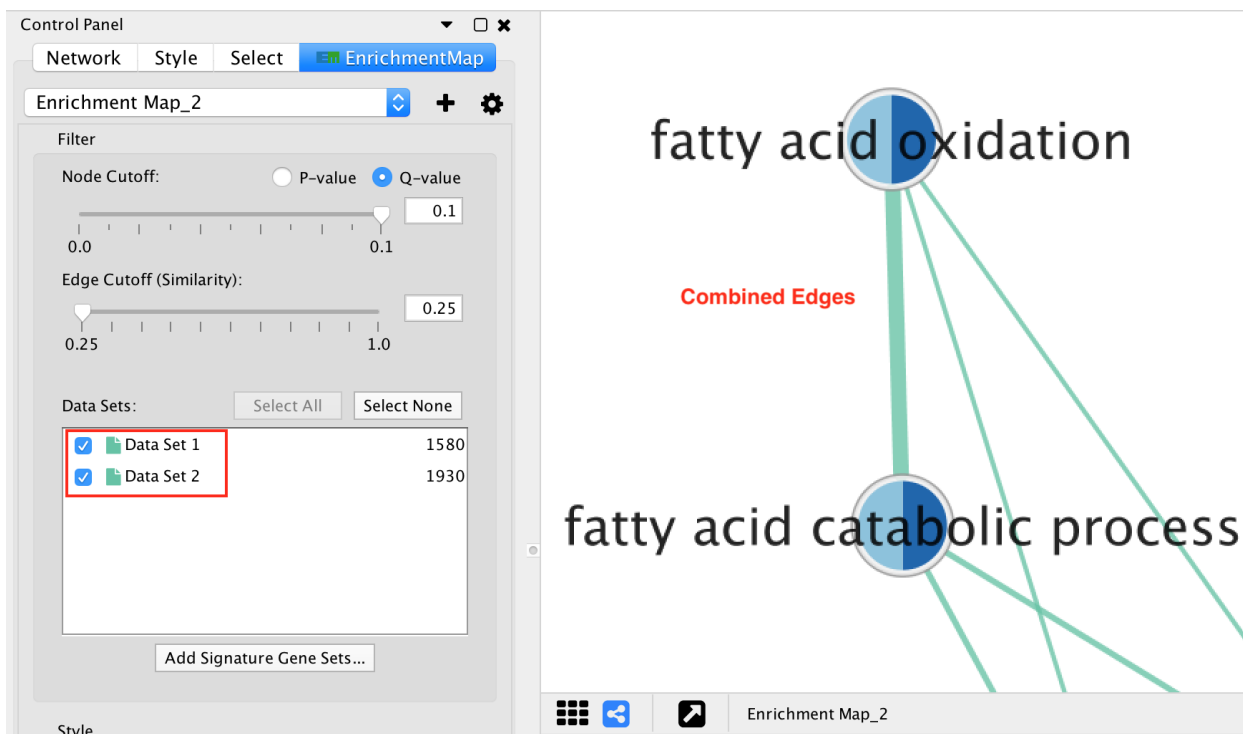 Control Panel
Network Style Select EnrichmentMap
Enrichment Map_2
Filter
Node Cutoff: P-value Q-value
0.1
0.0 0.1
Edge Cutoff (Similarity):
0.25
0.25 1.0
Data Sets: Select All Select None
Data Set 1 1580
Data Set 2 1930
Add Signature Gene Sets...
Style
fatty acid oxidation
Combined Edges
fatty acid catabolic process
Enrichment Map_2